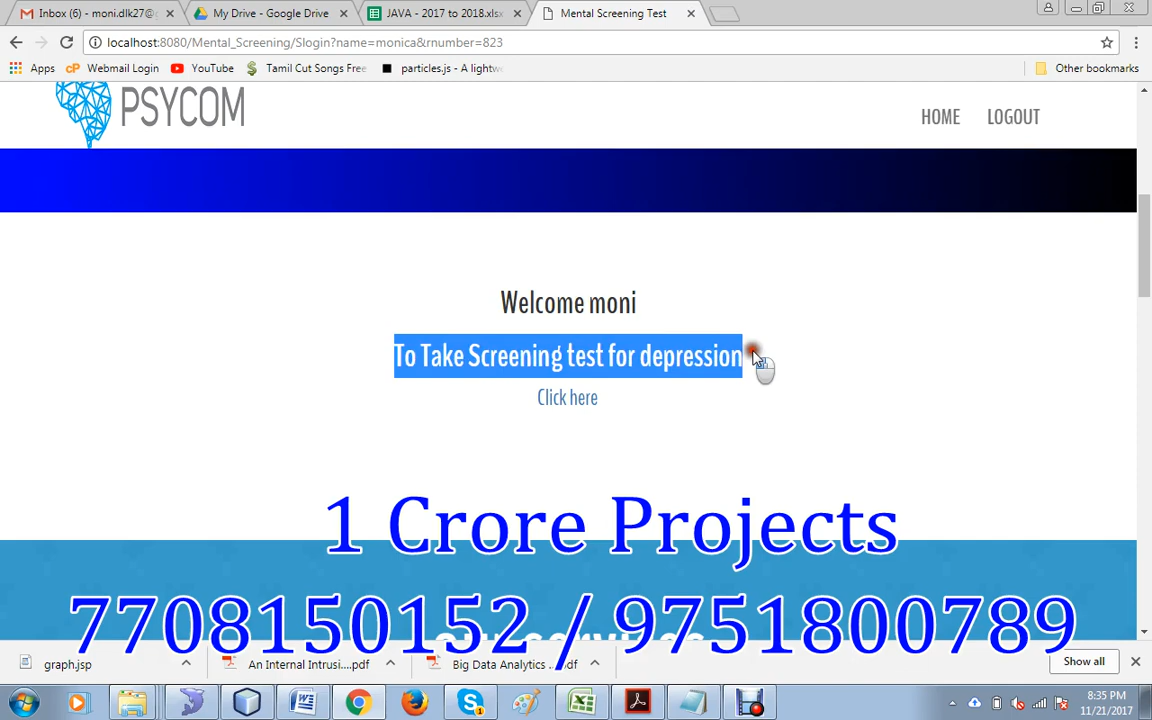 Inbox (6) - moni.dlk27@
My Drive - Google Drive
JAVA - 2017 to 2018.xlsx
Mental Screening Test
localhost:8080/Mental_Screening/Slogin?name=monica&rnumber=823
Apps
Webmail Login
YouTube
Tamil Cut Songs Free
particles.js - A lightw
Other bookmarks
PSYCOM
HOME
LOGOUT
Welcome moni
To Take Screening test for depression
Click here
1 Crore Projects
7708150152 / 9751800789
graph.jsp
An Internal Intrusi....pdf
Big Data Analytics ...df
Show all
8:35 PM
11/21/2017